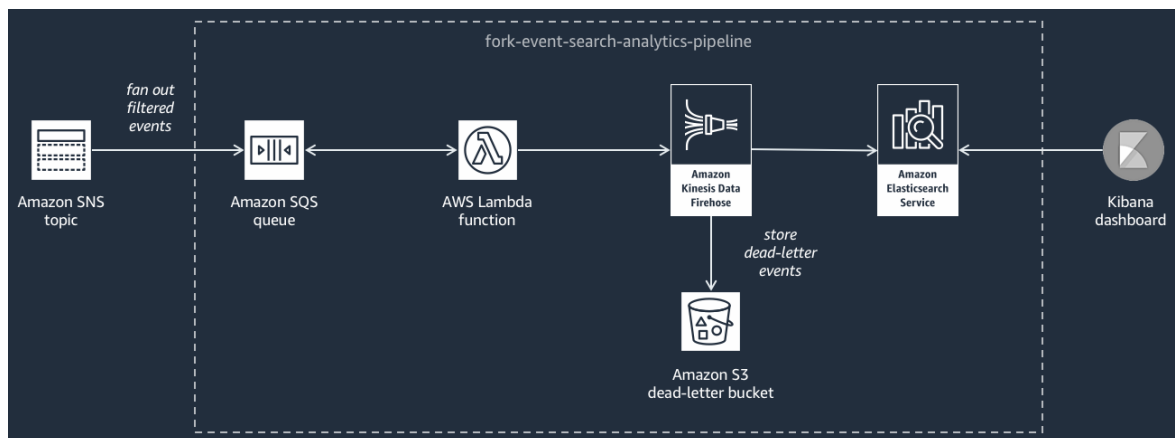 fork-event-search-analytics-pipeline
fan out
filtered
events
Amazon SNS
topic
Amazon SQS
queue
AWS Lambda
function
Amazon
Kinesis Data
Firehose
Amazon
Elasticsearch
Service
Kibana
dashboard
store
dead-letter
events
Amazon S3
dead-letter bucket